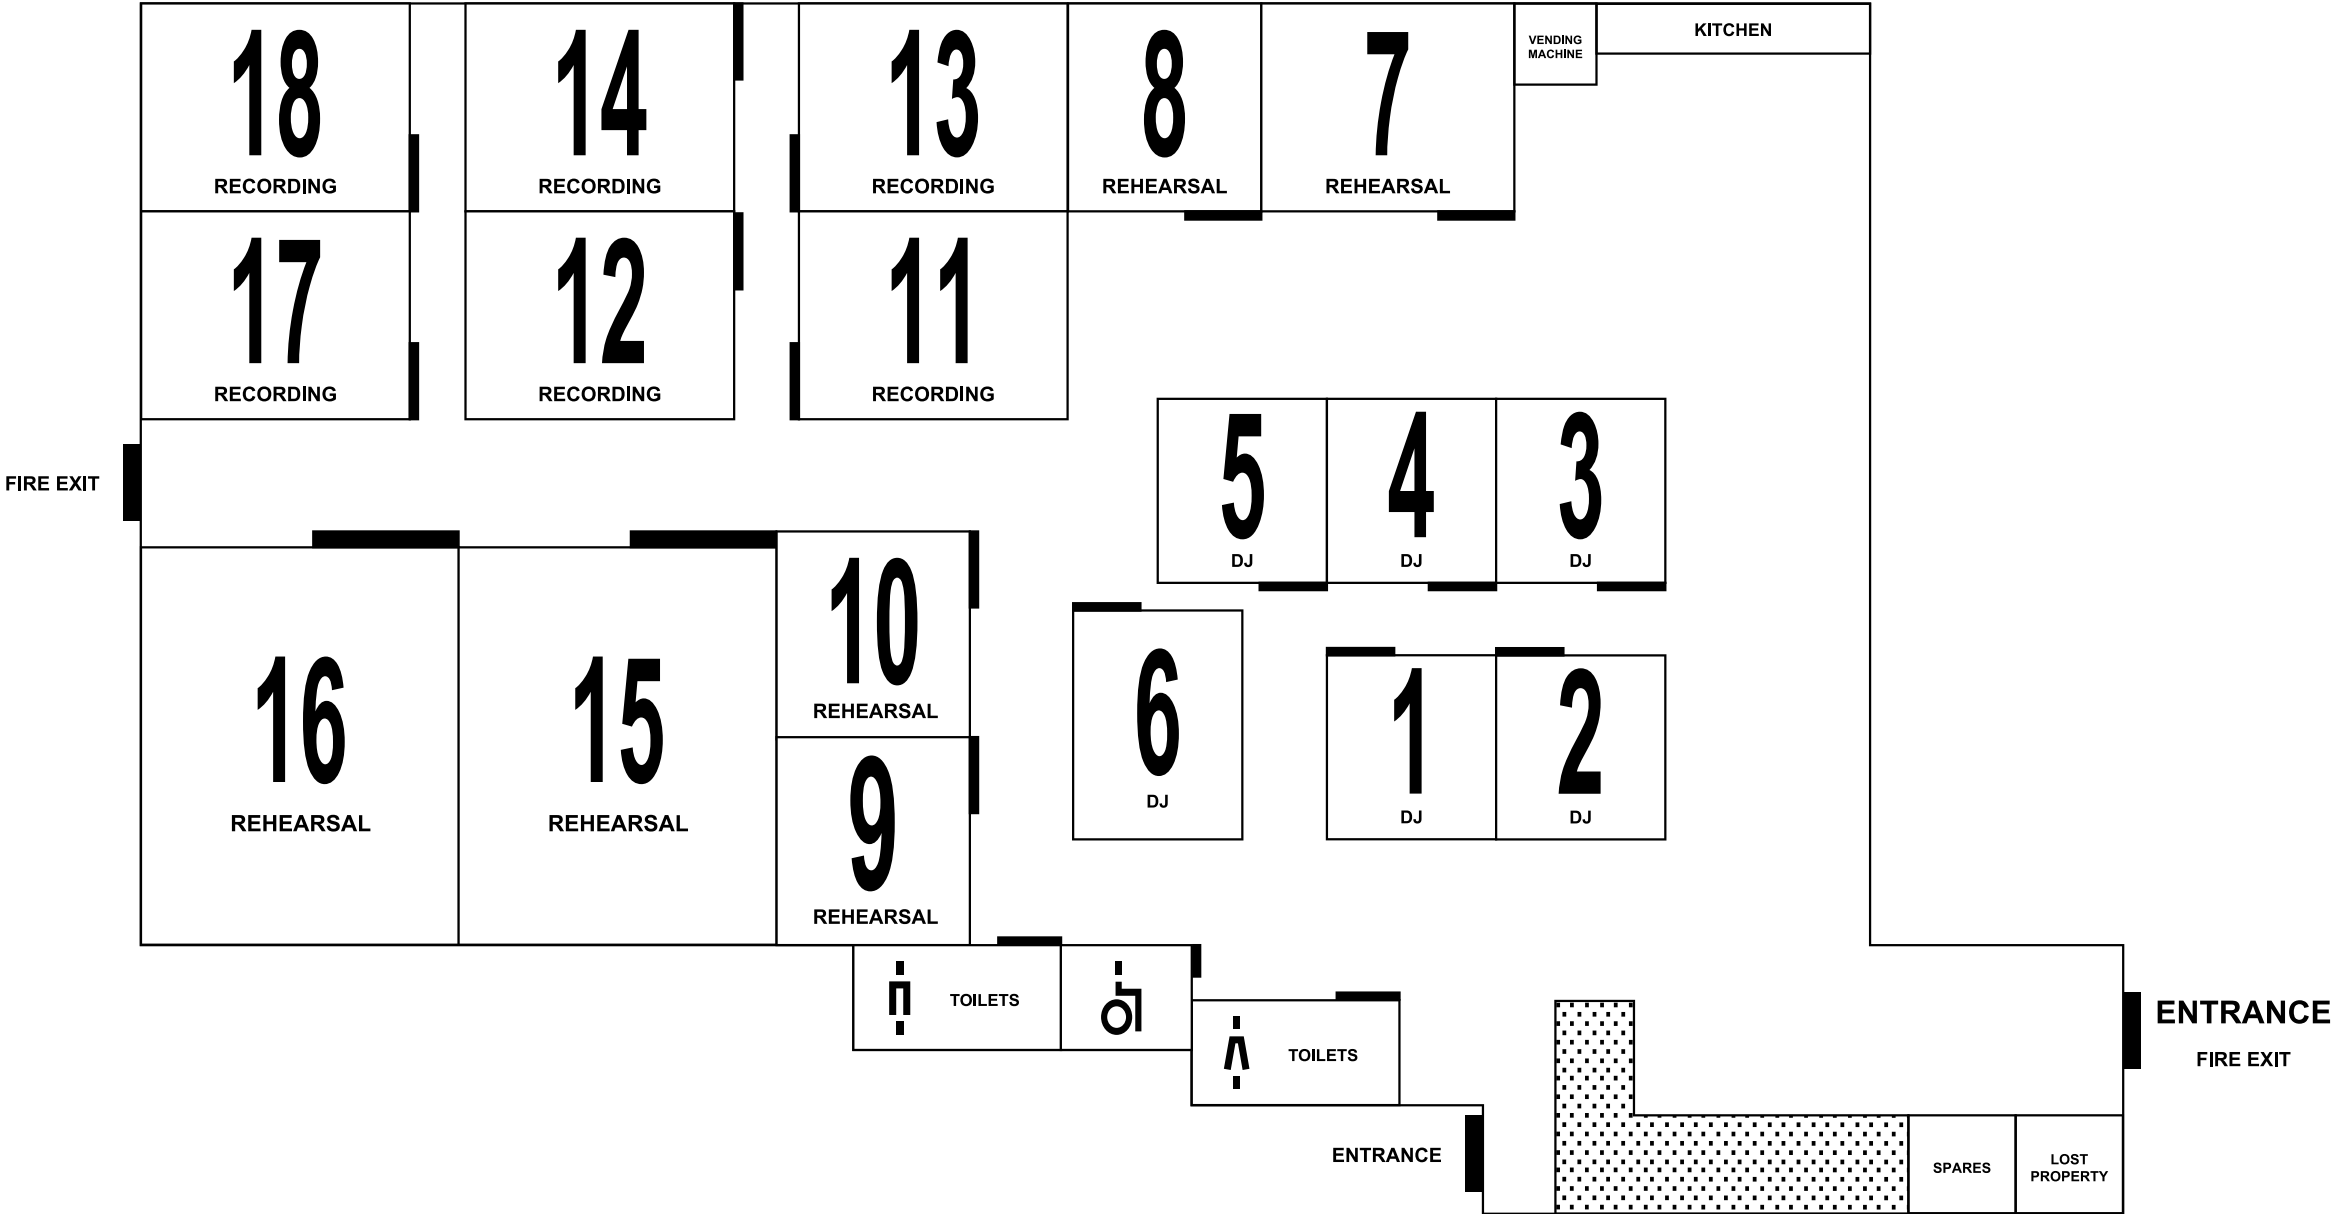 18
RECORDING
14
RECORDING
13
RECORDING
8
REHEARSAL
7
REHEARSAL
VENDING
MACHINE
KITCHEN
17
RECORDING
12
RECORDING
11
RECORDING
FIRE EXIT
5
DJ
4
DJ
3
DJ
16
REHEARSAL
15
REHEARSAL
10
REHEARSAL
9
REHEARSAL
6
DJ
1
DJ
2
DJ
TOILETS
TOILETS
ENTRANCE
FIRE EXIT
ENTRANCE
SPARES
LOST
PROPERTY